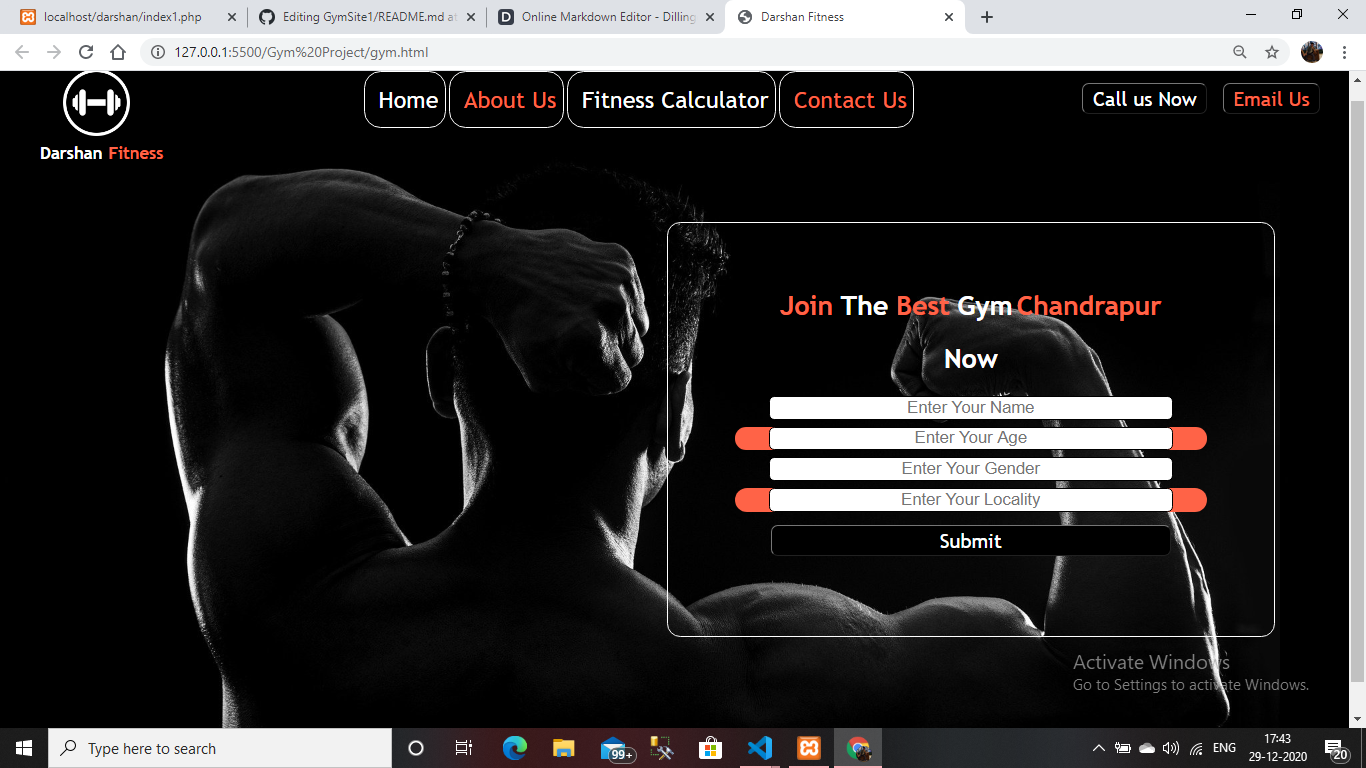 localhost/darshan/index1.php
Editing GymSite1/README.md at
Online Markdown Editor - Dilling
Darshan Fitness
127.0.0.1:5500/Gym%20Project/gym.html
Home
About Us
Fitness Calculator
Contact Us
Call us Now
Email Us
Darshan Fitness
Join The Best Gym Chandrapur
Now
Enter Your Name
Enter Your Age
Enter Your Gender
Enter Your Locality
Submit
Activate Windows
Go to Settings to activate Windows.
Type here to search
99+
ENG
17:43
29-12-2020
20